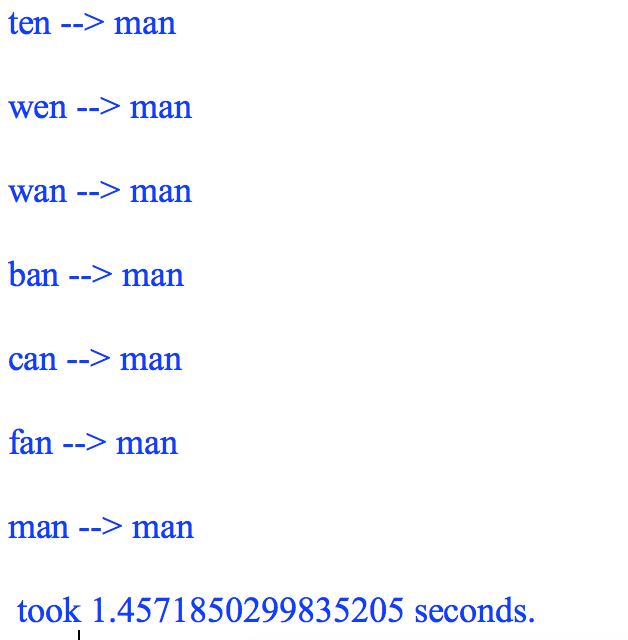 ten --> man
wen --> man
wan --> man
ban --> man
can --> man
fan --> man
man --> man
took 1.4571850299835205 seconds.